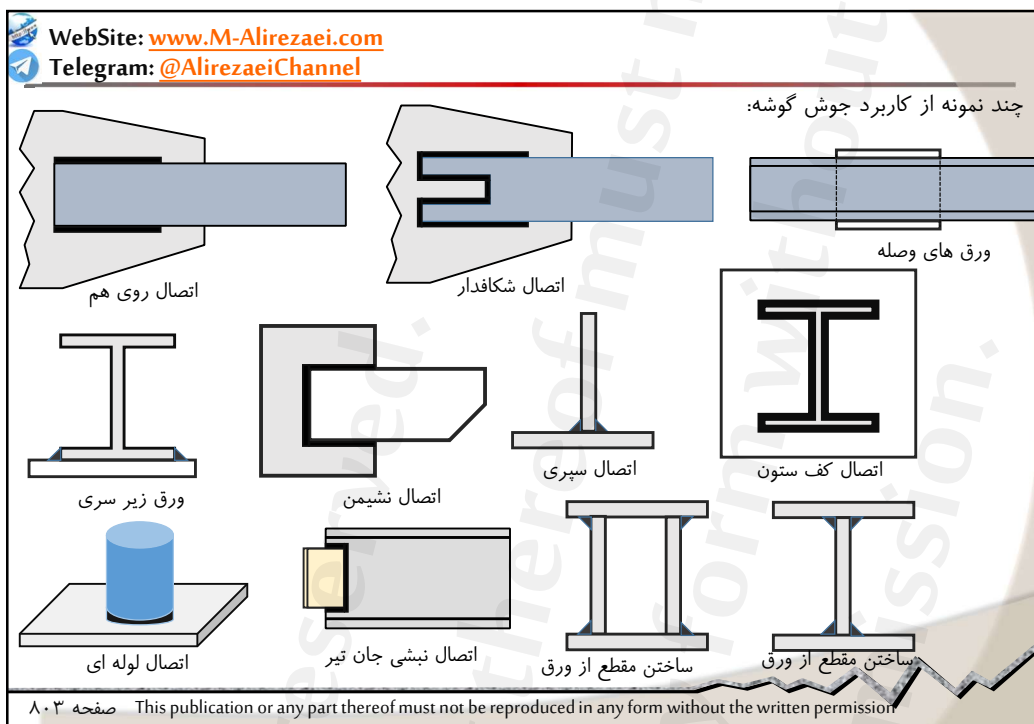 WebSite: www.M-Alirezaei.com
Telegram: @AlirezaeiChannel
چند نمونه از کاربرد جوش گوشه:
ورق های وصله
اتصال شکافدار
اتصال روی هم
اتصال کف ستون
اتصال سپری
اتصال نشیمن
ورق زیر سری
ساختن مقطع از ورق
ساختن مقطع از ورق
اتصال نبشی جان تیر
اتصال لوله ای
صفحه ۸۰۳ This publication or any part thereof must not be reproduced in any form without the written permission